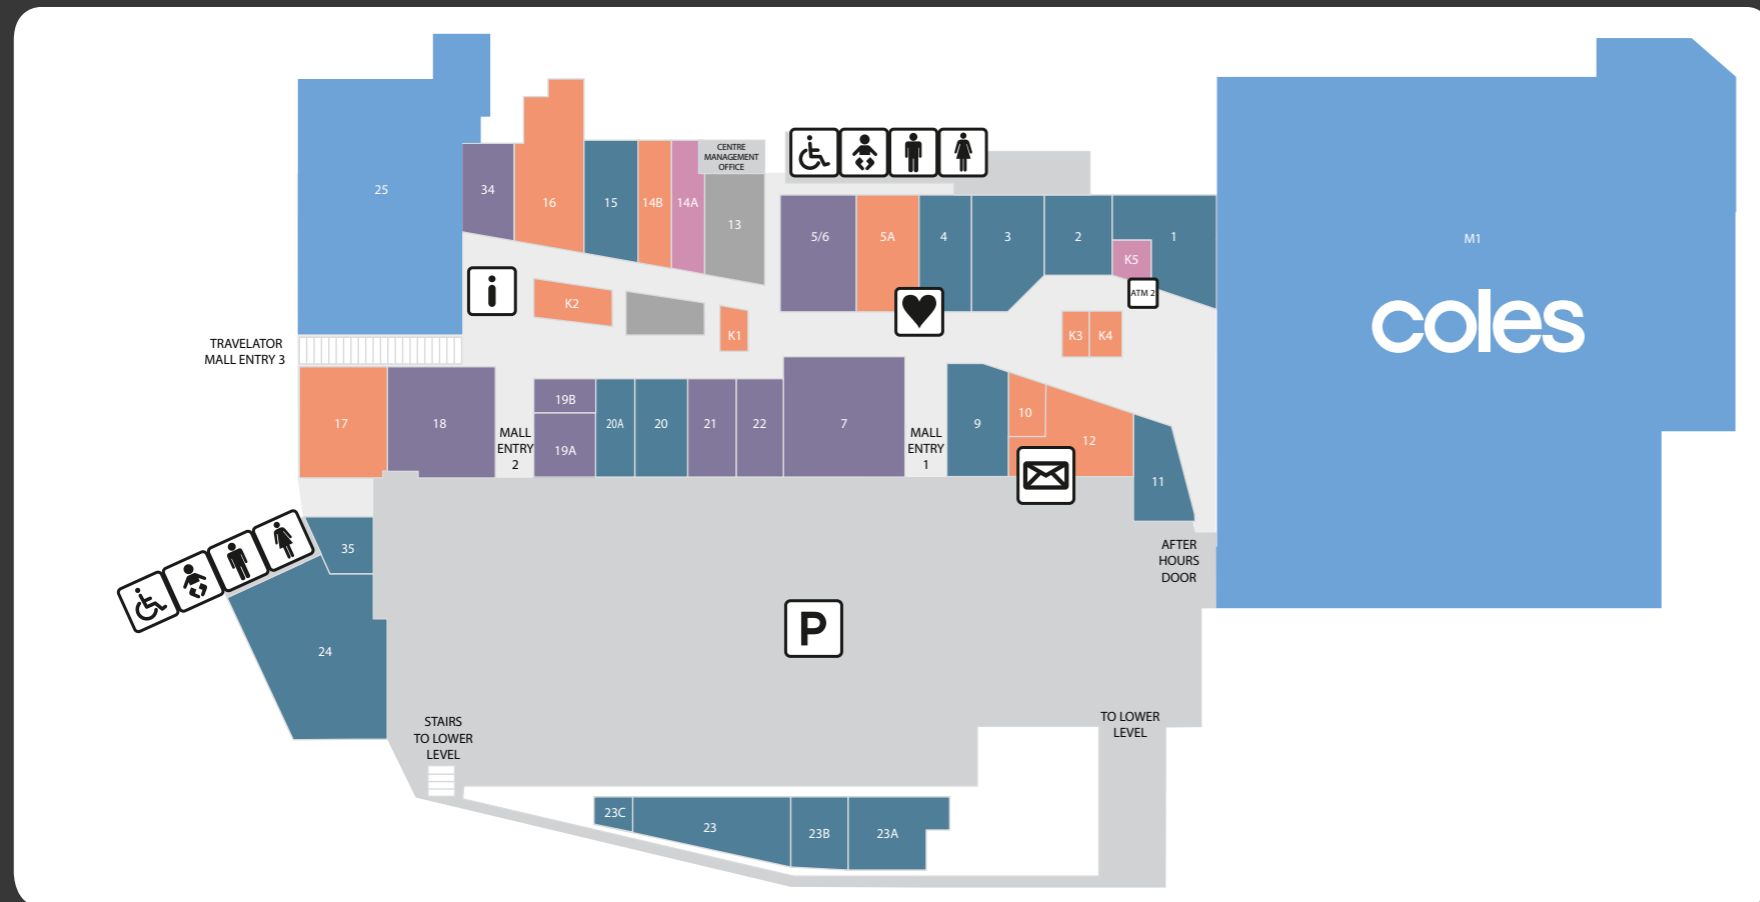 CENTRE
MANAGEMENT
OFFICE
25
34
16
15
14B
14A
13
5/6
5A
4
3
2
1
K5
ATM 2
M1
coles
K2
K1
K3
K4
TRAVELATOR
MALL ENTRY 3
17
18
MALL
ENTRY
2
19B
19A
20A
20
21
22
7
MALL
ENTRY
1
9
10
12
11
AFTER
HOURS
DOOR
35
24
P
STAIRS
TO LOWER
LEVEL
TO LOWER
LEVEL
23C
23
23B
23A